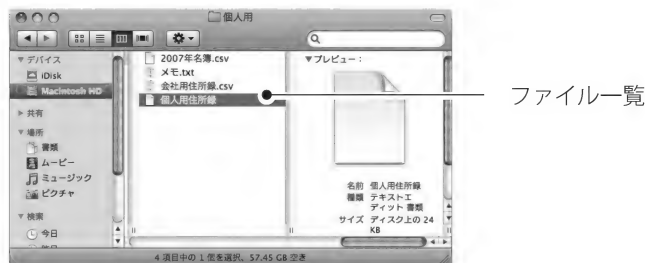 個人用
デバイス
iDisk
Macintosh HD
共有
場所
書類
ムービー
ミュージック
ピクチャ
検索
今日
2007年名簿.csv
メモ.txt
会社用住所録.csv
個人用住所録
プレビュー：
名前 個人用住所録
種類 テキストエ
ディット 書類
サイズ ディスク上の 24
KB
4 項目中の 1 個を選択、57.45 GB 空き
ファイル一覧